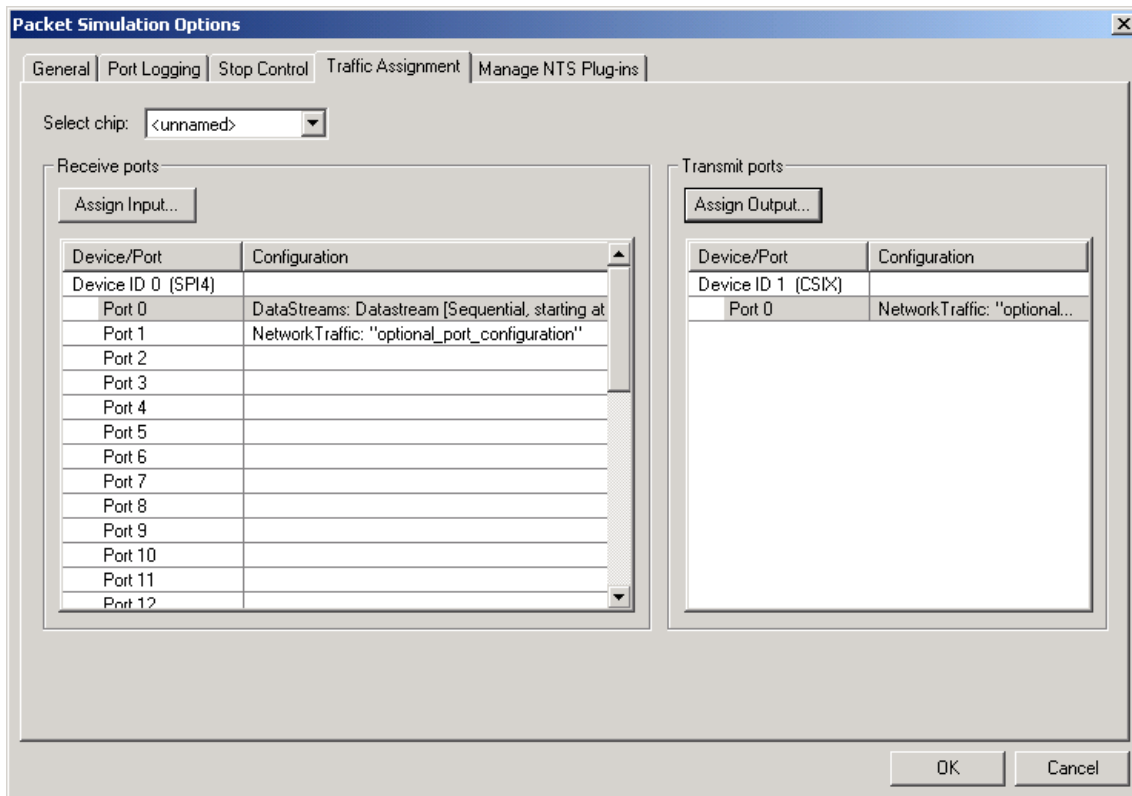 Packet Simulation Options
General Port Logging Stop Control Traffic Assignment Manage NTS Plug-ins
Select chip: <unnamed>
Receive ports
Assign Input...
Device/Port Configuration
Device ID 0 (SPI4)
Port 0 DataStreams: Datastream [Sequential, starting at
Port 1 NetworkTraffic: "optional_port_configuration"
Port 2
Port 3
Port 4
Port 5
Port 6
Port 7
Port 8
Port 9
Port 10
Port 11
Port 12
Transmit ports
Assign Output...
Device/Port Configuration
Device ID 1 (CSIX)
Port 0 NetworkTraffic: "optional...
OK Cancel